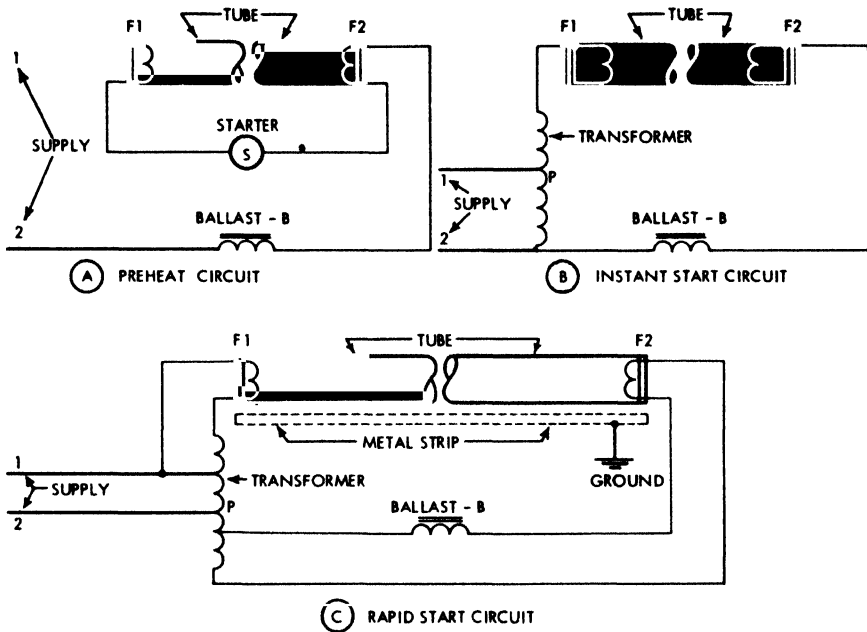 TUBE
F1
F2
1
STARTER
S
SUPPLY
2
BALLAST - B
A PREHEAT CIRCUIT
TUBE
F1
F2
TRANSFORMER
1
P
SUPPLY
2
BALLAST - B
B INSTANT START CIRCUIT
F1
TUBE
F2
METAL STRIP
1
SUPPLY
TRANSFORMER
GROUND
2
P
BALLAST - B
C RAPID START CIRCUIT